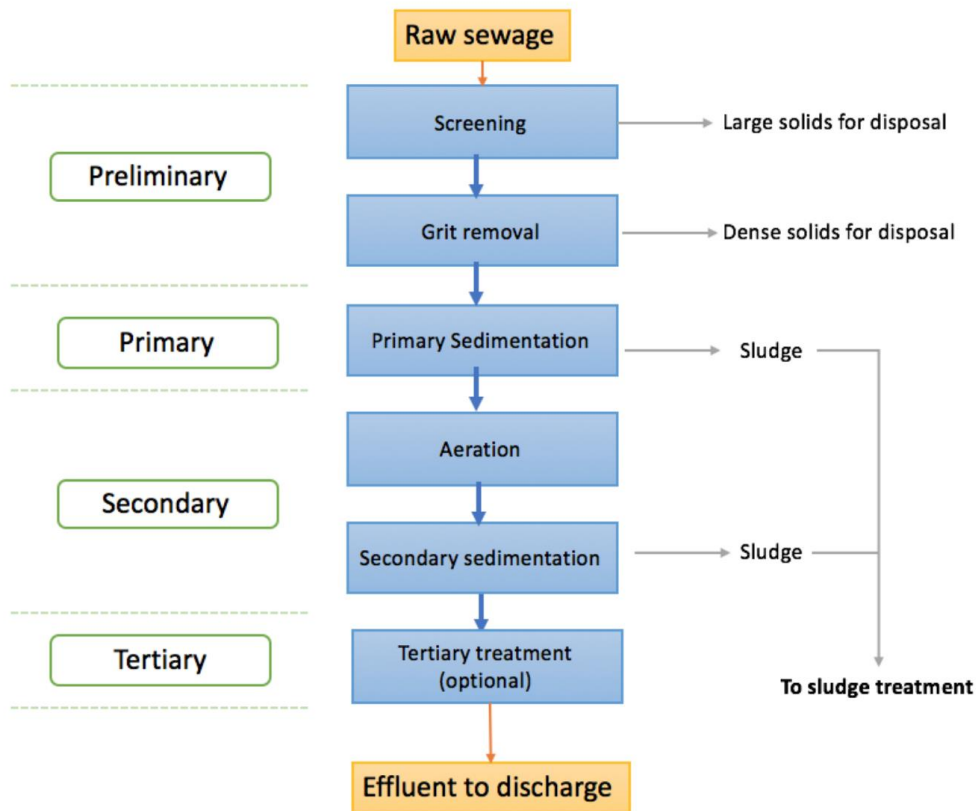 Raw sewage
Screening
Large solids for disposal
Preliminary
Grit removal
Dense solids for disposal
Primary
Primary Sedimentation
Sludge
Aeration
Secondary
Secondary sedimentation
Sludge
Tertiary
Tertiary treatment
(optional)
To sludge treatment
Effluent to discharge